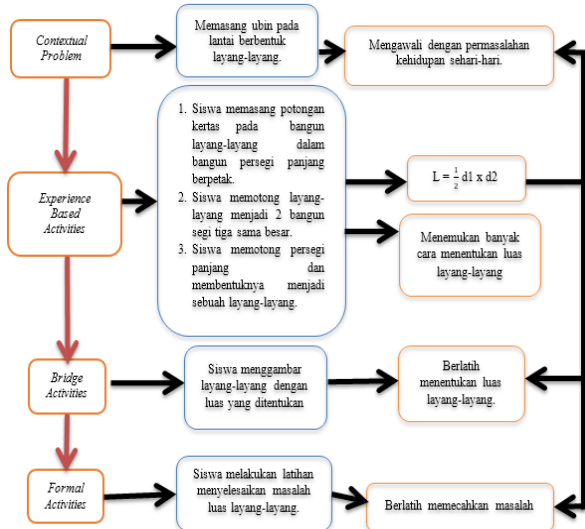 Contextual
Problem
Memasang ubin pada
lantai berbentuk
layang-layang.
Mengawali dengan permasalahan
kehidupan sehari-hari.
Experience
Based
Activities
1. Siswa memasang potongan
kertas pada bangun
layang-layang dalam
bangun persegi panjang
berpetak.
2. Siswa memotong layang-
layang menjadi 2 bangun
segi tiga sama besar.
3. Siswa memotong persegi
panjang dan
membentuknya menjadi
sebuah layang-layang.
L = 1/2 d1 x d2
Menemukan banyak
cara menentukan luas
layang-layang
Bridge
Activities
Siswa menggambar
layang-layang dengan
luas yang ditentukan
Berlatih
menentukan luas
layang-layang.
Formal
Activities
Siswa melakukan latihan
menyelesaikan masalah
luas layang-layang.
Berlatih memecahkan masalah